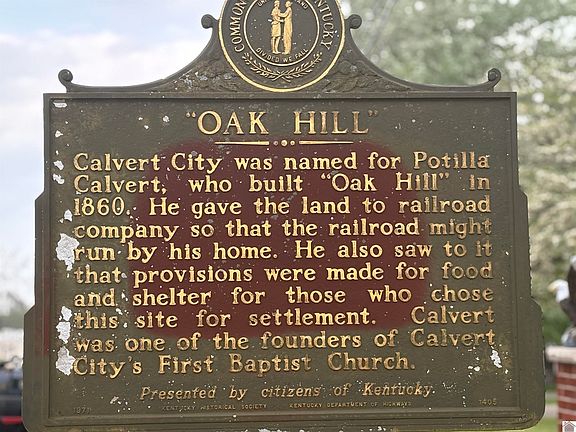 COMMON KENTUCKY
DIVIDED WE FALL
"OAK HILL"
Calvert City was named for Potilla
Calvert, who built "Oak Hill" in
1860. He gave the land to railroad
company so that the railroad might
run by his home. He also saw to it
that provisions were made for food
and shelter for those who chose
this site for settlement. Calvert
was one of the founders of Calvert
City's First Baptist Church.
Presented by citizens of Kentucky.
1971 KENTUCKY HISTORICAL SOCIETY KENTUCKY DEPARTMENT OF HIGHWAYS 1405